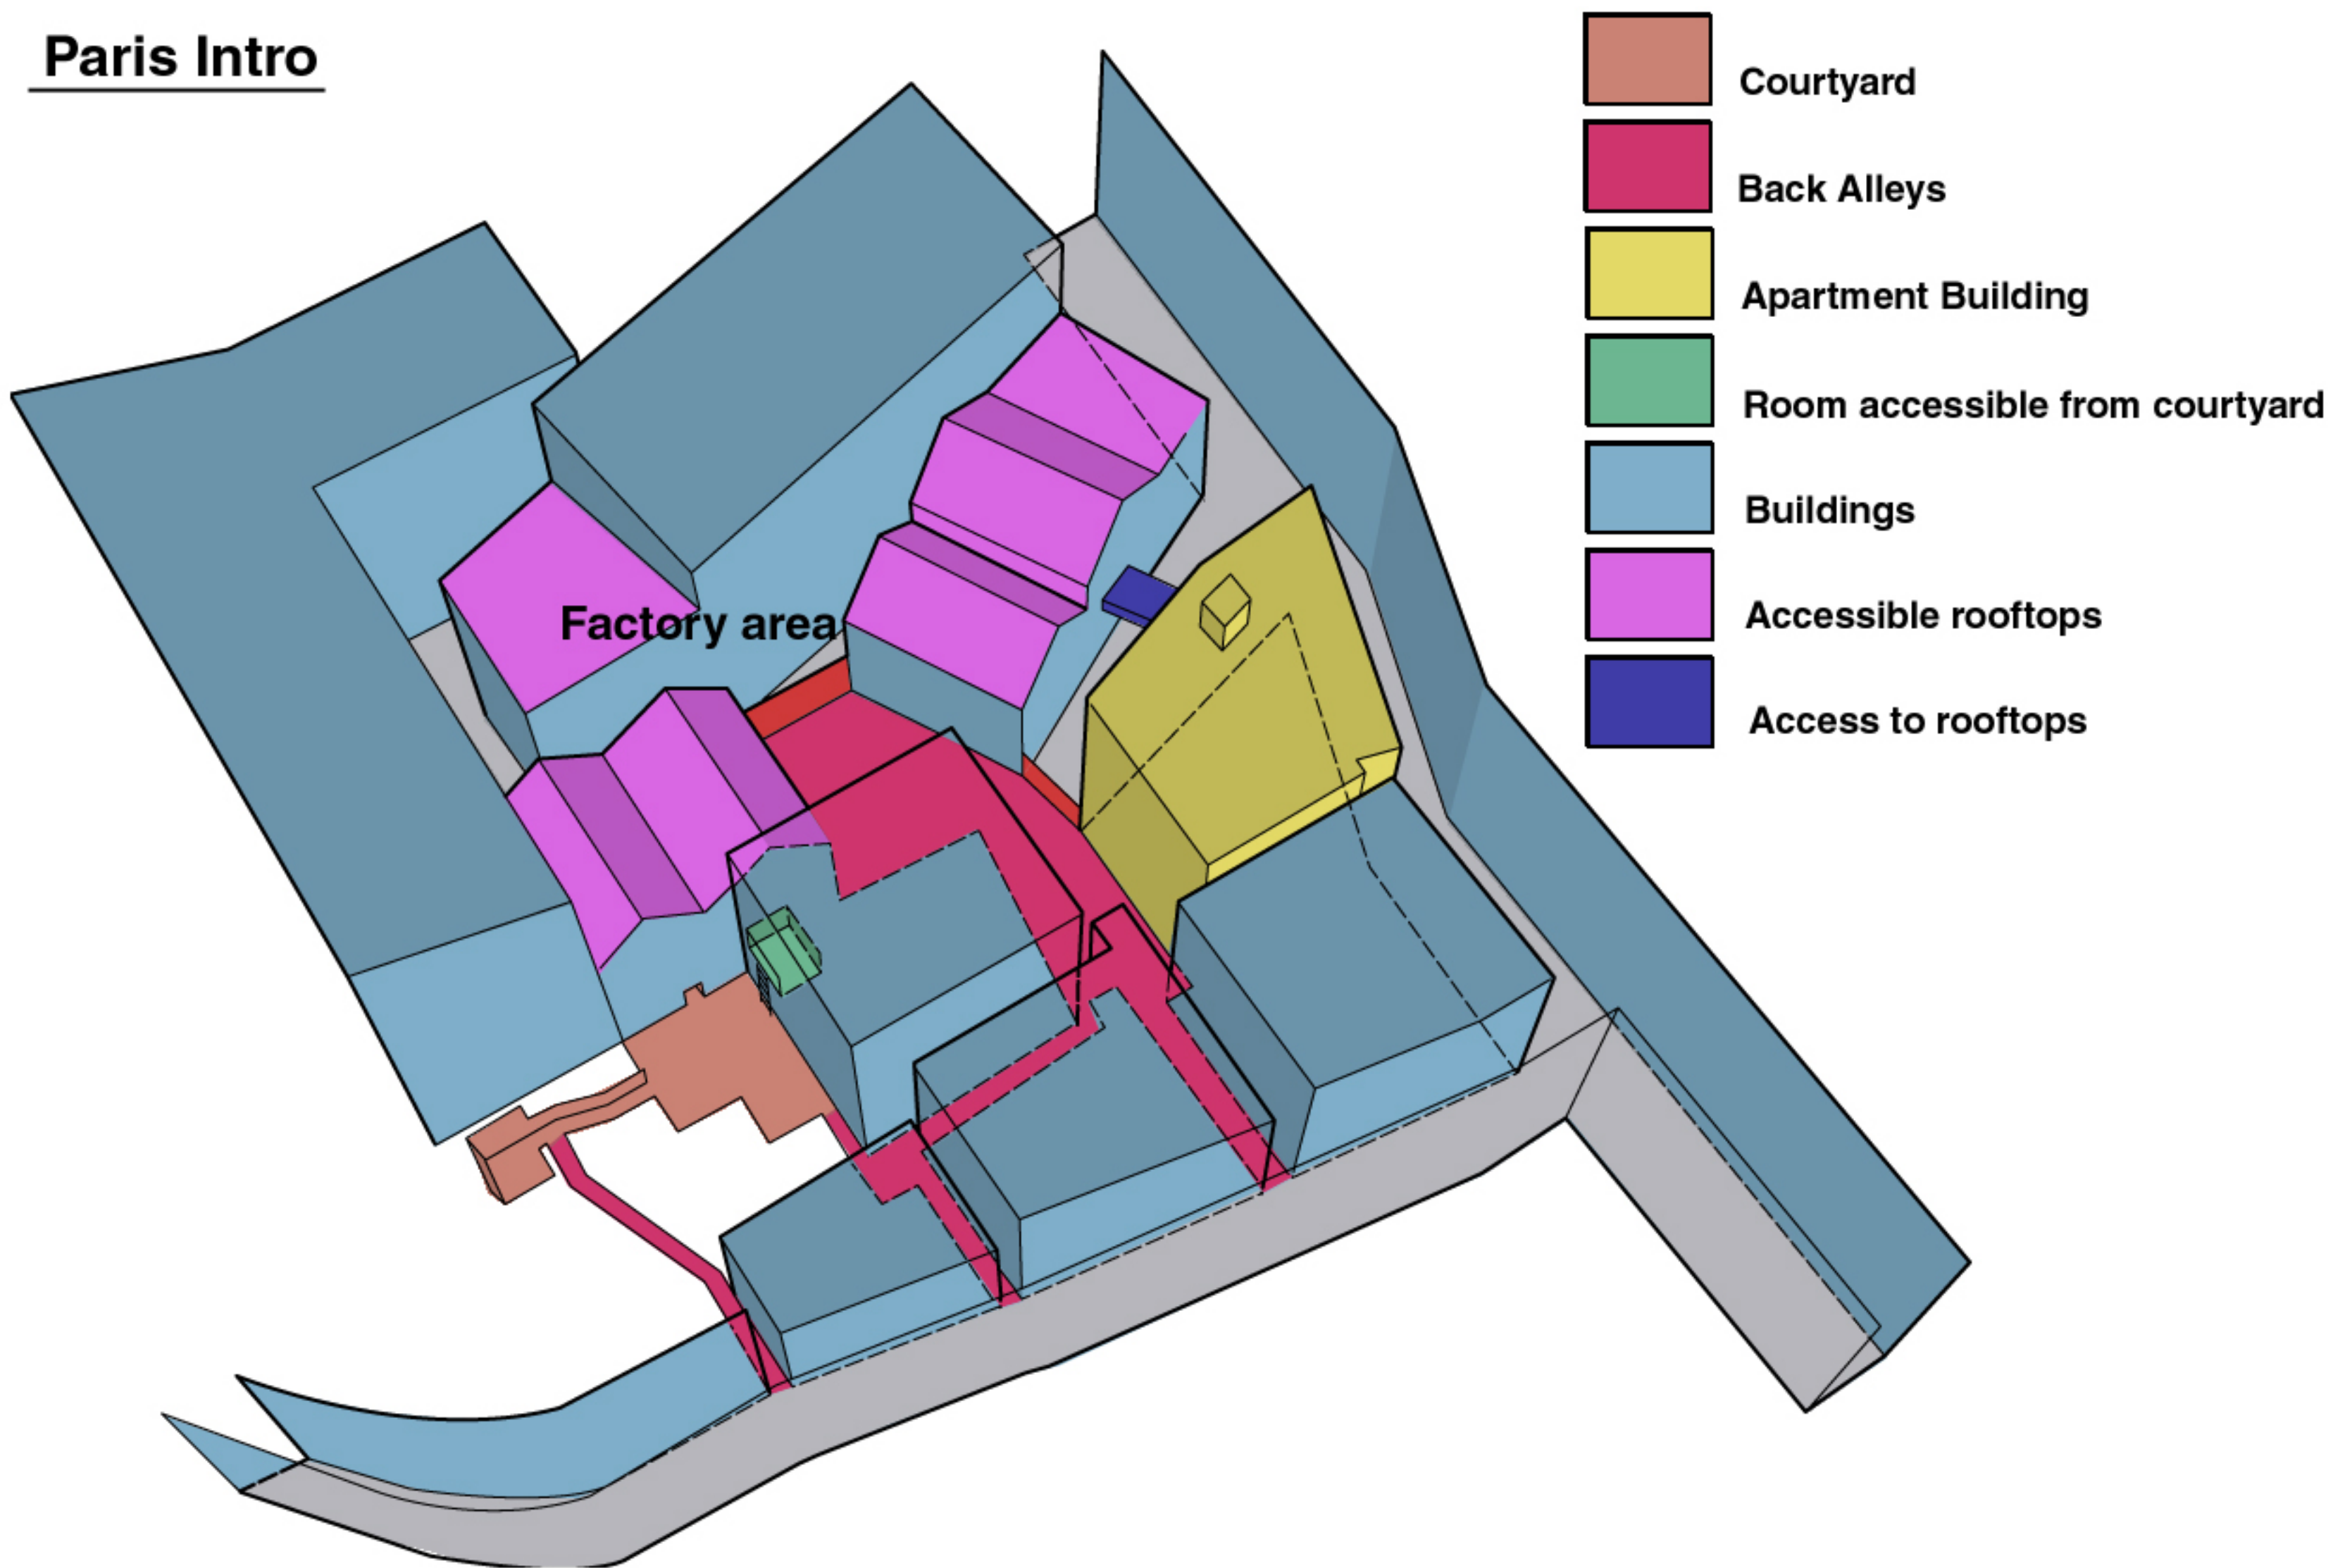 Paris Intro
Courtyard
Back Alleys
Apartment Building
Room accessible from courtyard
Buildings
Accessible rooftops
Access to rooftops
Factory area